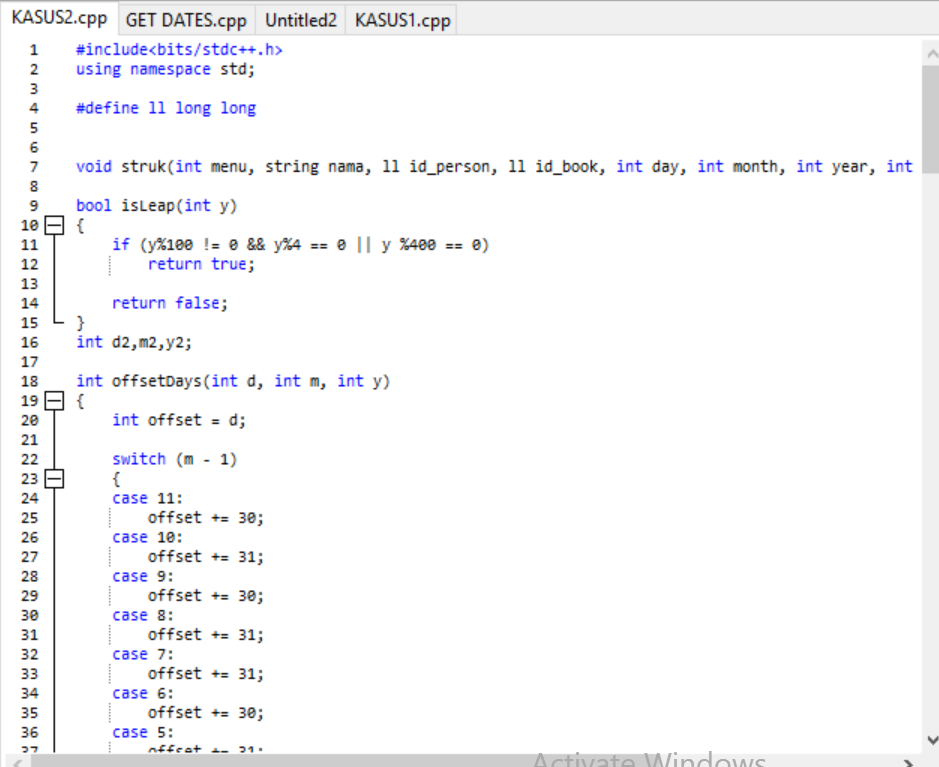 KASUS2.cpp GET DATES.cpp Untitled2 KASUS1.cpp
1 #include<bits/stdc++.h>
2 using namespace std;
3
4 #define ll long long
5
6
7 void struk(int menu, string nama, ll id_person, ll id_book, int day, int month, int year, int
8
9 bool isLeap(int y)
10 {
11 if (y%100 != 0 && y%4 == 0 || y %400 == 0)
12 return true;
13
14 return false;
15 }
16 int d2,m2,y2;
17
18 int offsetDays(int d, int m, int y)
19 {
20 int offset = d;
21
22 switch (m - 1)
23 {
24 case 11:
25 offset += 30;
26 case 10:
27 offset += 31;
28 case 9:
29 offset += 30;
30 case 8:
31 offset += 31;
32 case 7:
33 offset += 31;
34 case 6:
35 offset += 30;
36 case 5:
37 offset += 31;
Activate Windows